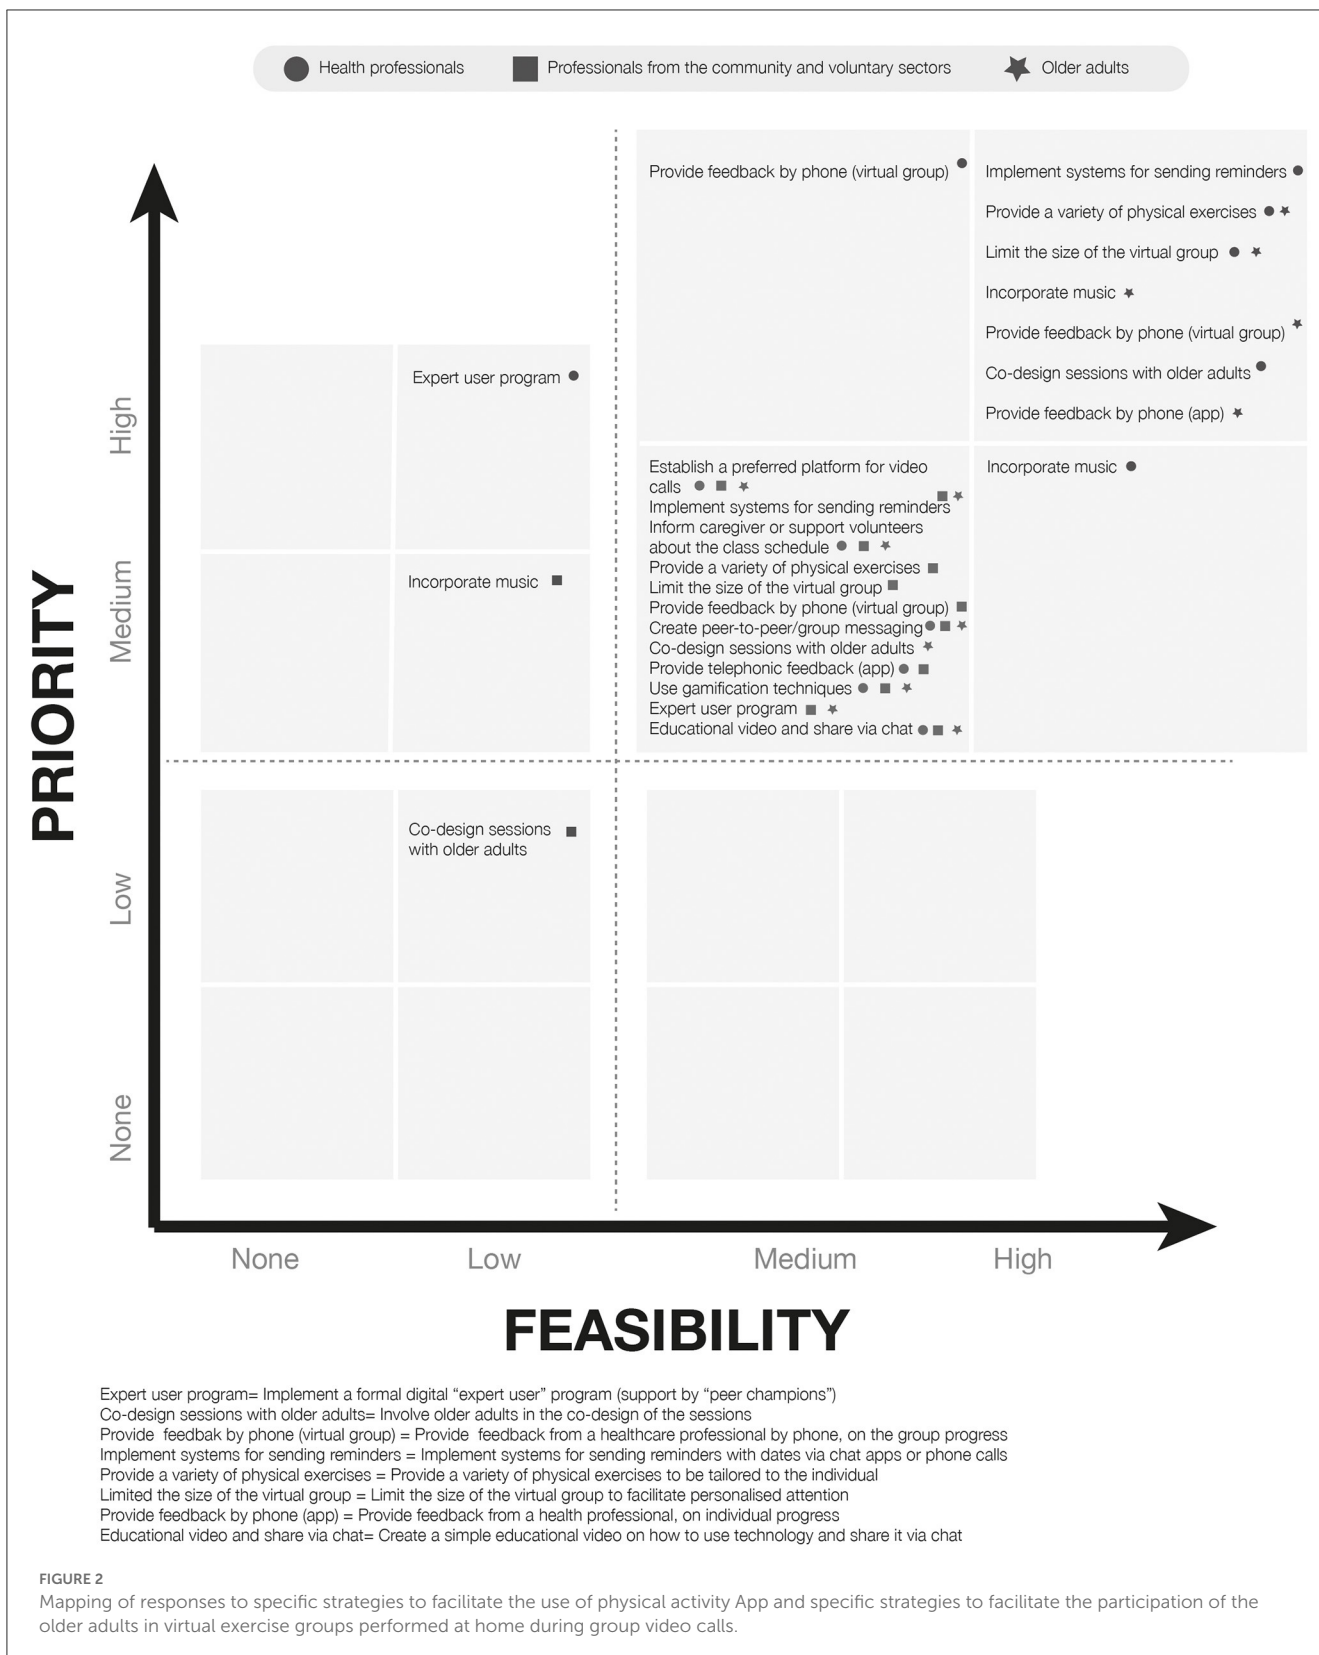 Health professionals
Professionals from the community and voluntary sectors
Older adults
Provide feedback by phone (virtual group)
Implement systems for sending reminders
Provide a variety of physical exercises
Limit the size of the virtual group
Incorporate music
Provide feedback by phone (virtual group)
Co-design sessions with older adults
Provide feedback by phone (app)
Expert user program
Establish a preferred platform for video
calls
Implement systems for sending reminders
Inform caregiver or support volunteers
about the class schedule
Provide a variety of physical exercises
Limit the size of the virtual group
Provide feedback by phone (virtual group)
Create peer-to-peer/group messaging
Co-design sessions with older adults
Provide telephonic feedback (app)
Use gamification techniques
Expert user program
Educational video and share via chat
Incorporate music
Incorporate music
Co-design sessions
with older adults
PRIORITY
High
Medium
Low
None
None
Low
Medium
High
FEASIBILITY
Expert user program= Implement a formal digital “expert user” program (support by “peer champions”)
Co-design sessions with older adults= Involve older adults in the co-design of the sessions
Provide feedbak by phone (virtual group) = Provide feedback from a healthcare professional by phone, on the group progress
Implement systems for sending reminders = Implement systems for sending reminders with dates via chat apps or phone calls
Provide a variety of physical exercises = Provide a variety of physical exercises to be tailored to the individual
Limited the size of the virtual group = Limit the size of the virtual group to facilitate personalised attention
Provide feedback by phone (app) = Provide feedback from a health professional, on individual progress
Educational video and share via chat= Create a simple educational video on how to use technology and share it via chat
FIGURE 2
Mapping of responses to specific strategies to facilitate the use of physical activity App and specific strategies to facilitate the participation of the
older adults in virtual exercise groups performed at home during group video calls.